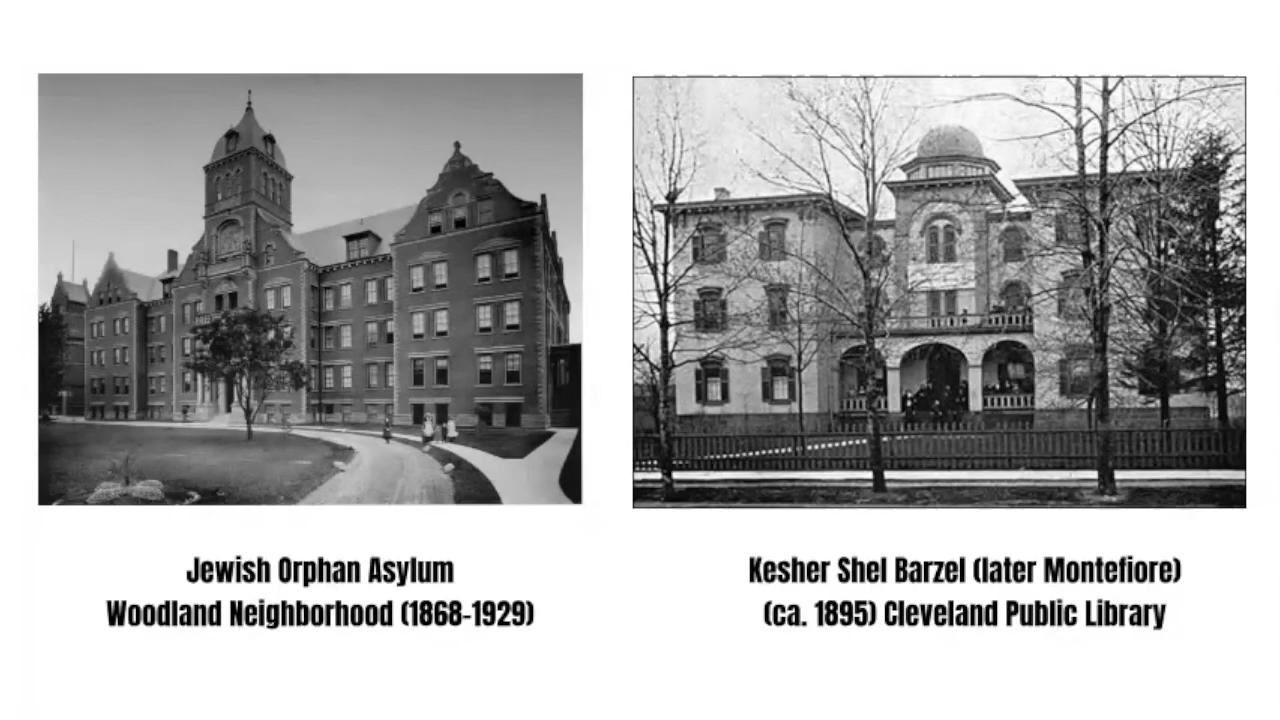 Jewish Orphan Asylum
Woodland Neighborhood (1868-1929)
Kesher Shel Barzel (later Montefiore)
(ca. 1895) Cleveland Public Library